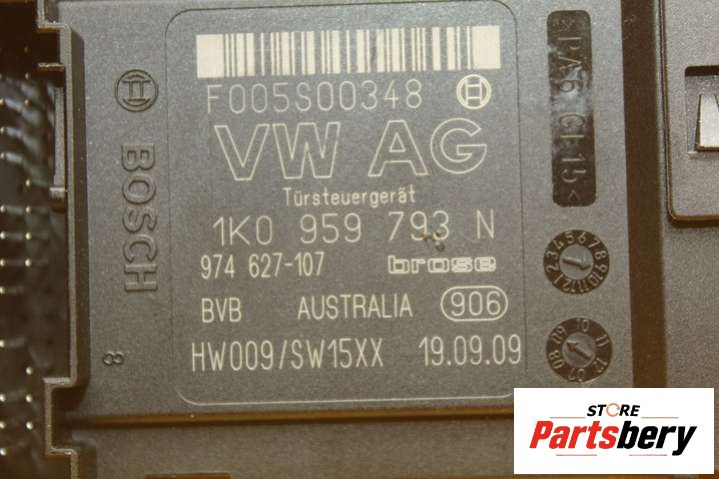 F005S00348
VW AG
Türsteuergerät
1K0 959 793 N
974 627-107 brose
BVB AUSTRALIA 906
HW009/SW15XX 19.09.09
BOSCH
8
STORE
Partsbery